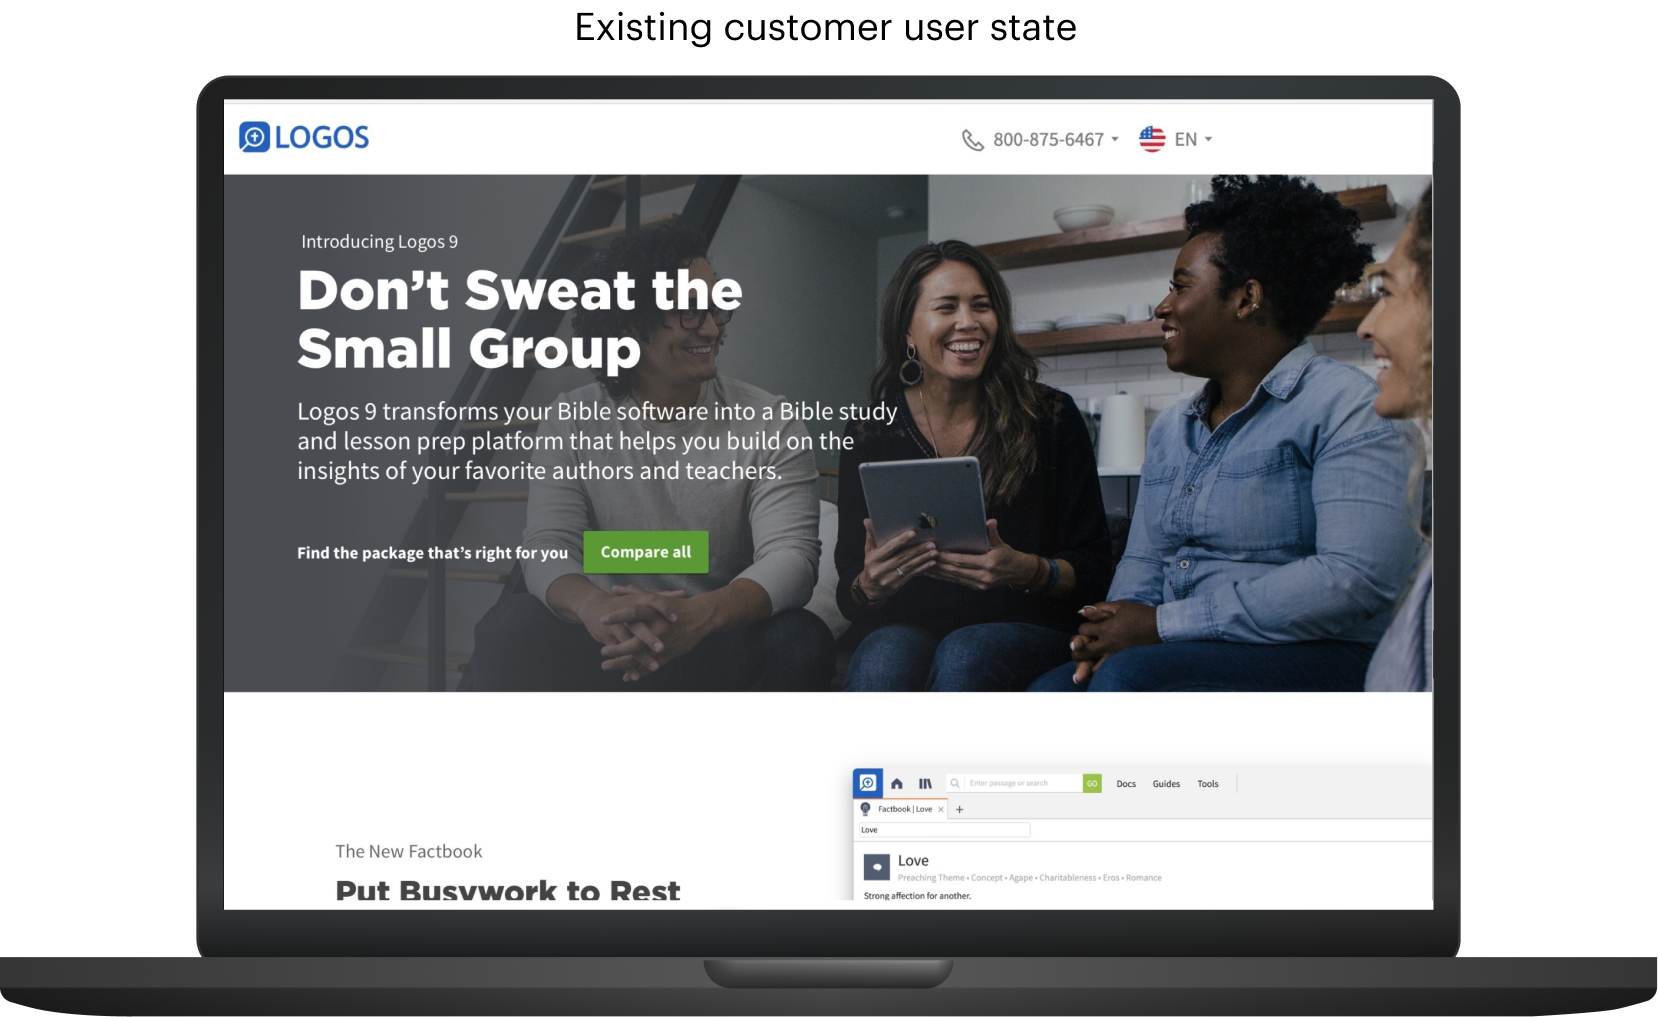 Existing customer user state
LOGOS
800-875-6467
EN
Introducing Logos 9
Don't Sweat the
Small Group
Logos 9 transforms your Bible software into a Bible study
and lesson prep platform that helps you build on the
insights of your favorite authors and teachers.
Find the package that's right for you
Compare all
Enter passage or search
GO
Docs
Guides
Tools
Factbook | Love
Love
Love
Preaching Theme • Concept • Agape • Charitableness • Eros • Romance
Strong affection for another.
The New Factbook
Put Busywork to Rest